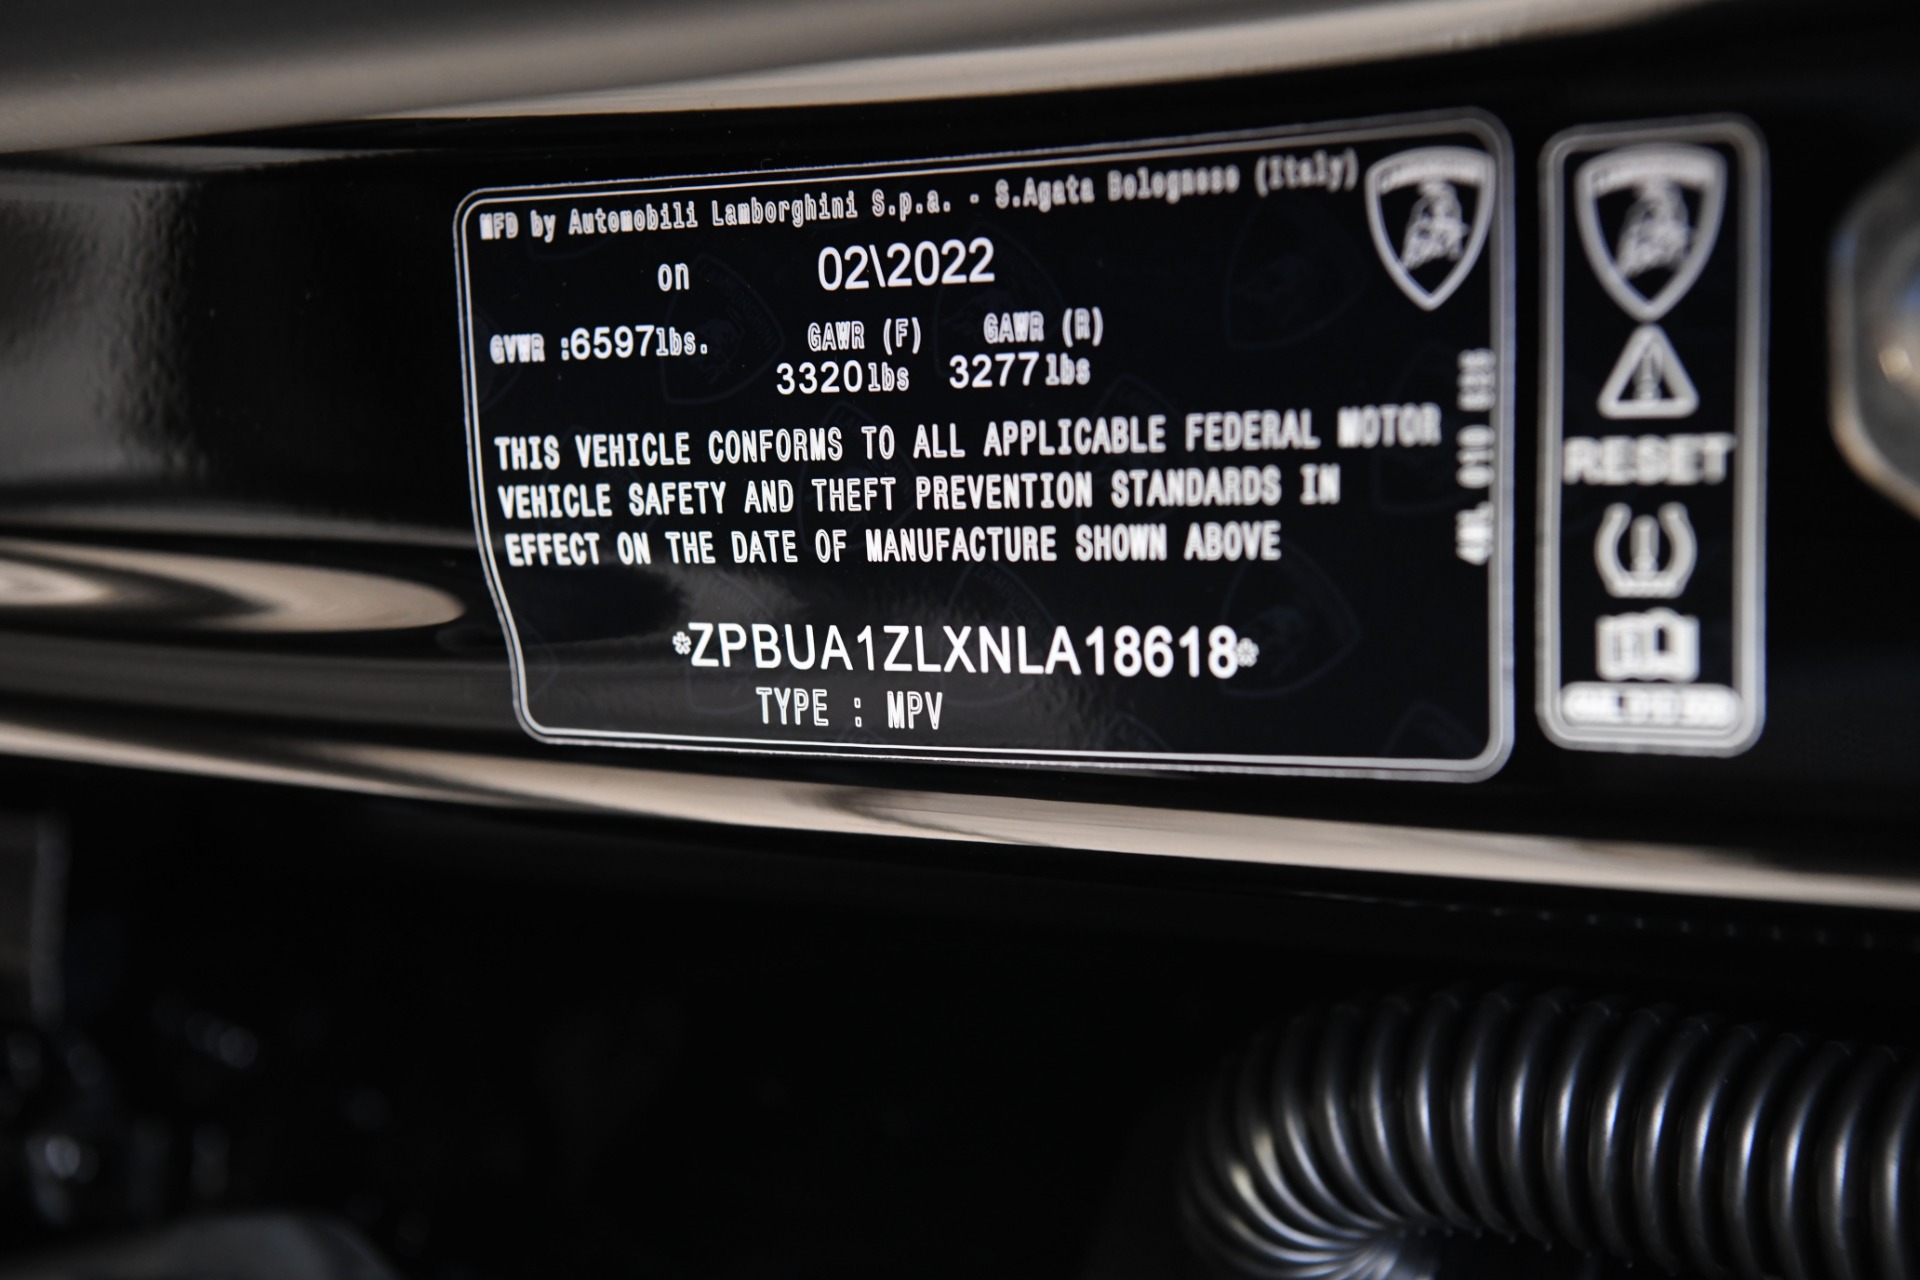 MFD by Automobili Lamborghini S.p.a. - S.Agata Bolognese (Italy)
on 02\2022
GVWR :6597lbs. GAWR (F) GAWR (R)
3320lbs 3277lbs
THIS VEHICLE CONFORMS TO ALL APPLICABLE FEDERAL MOTOR
VEHICLE SAFETY AND THEFT PREVENTION STANDARDS IN
EFFECT ON THE DATE OF MANUFACTURE SHOWN ABOVE
*ZPBUA1ZLXNLA18618*
TYPE : MPV
LAMBORGHINI
LAMBORGHINI
RESET